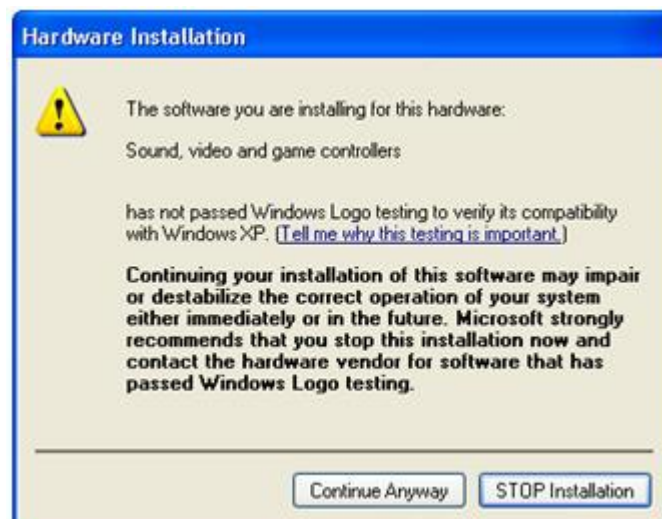 Hardware Installation
The software you are installing for this hardware:
Sound, video and game controllers
has not passed Windows Logo testing to verify its compatibility
with Windows XP. (Tell me why this testing is important.)
Continuing your installation of this software may impair
or destabilize the correct operation of your system
either immediately or in the future. Microsoft strongly
recommends that you stop this installation now and
contact the hardware vendor for software that has
passed Windows Logo testing.
Continue Anyway
STOP Installation